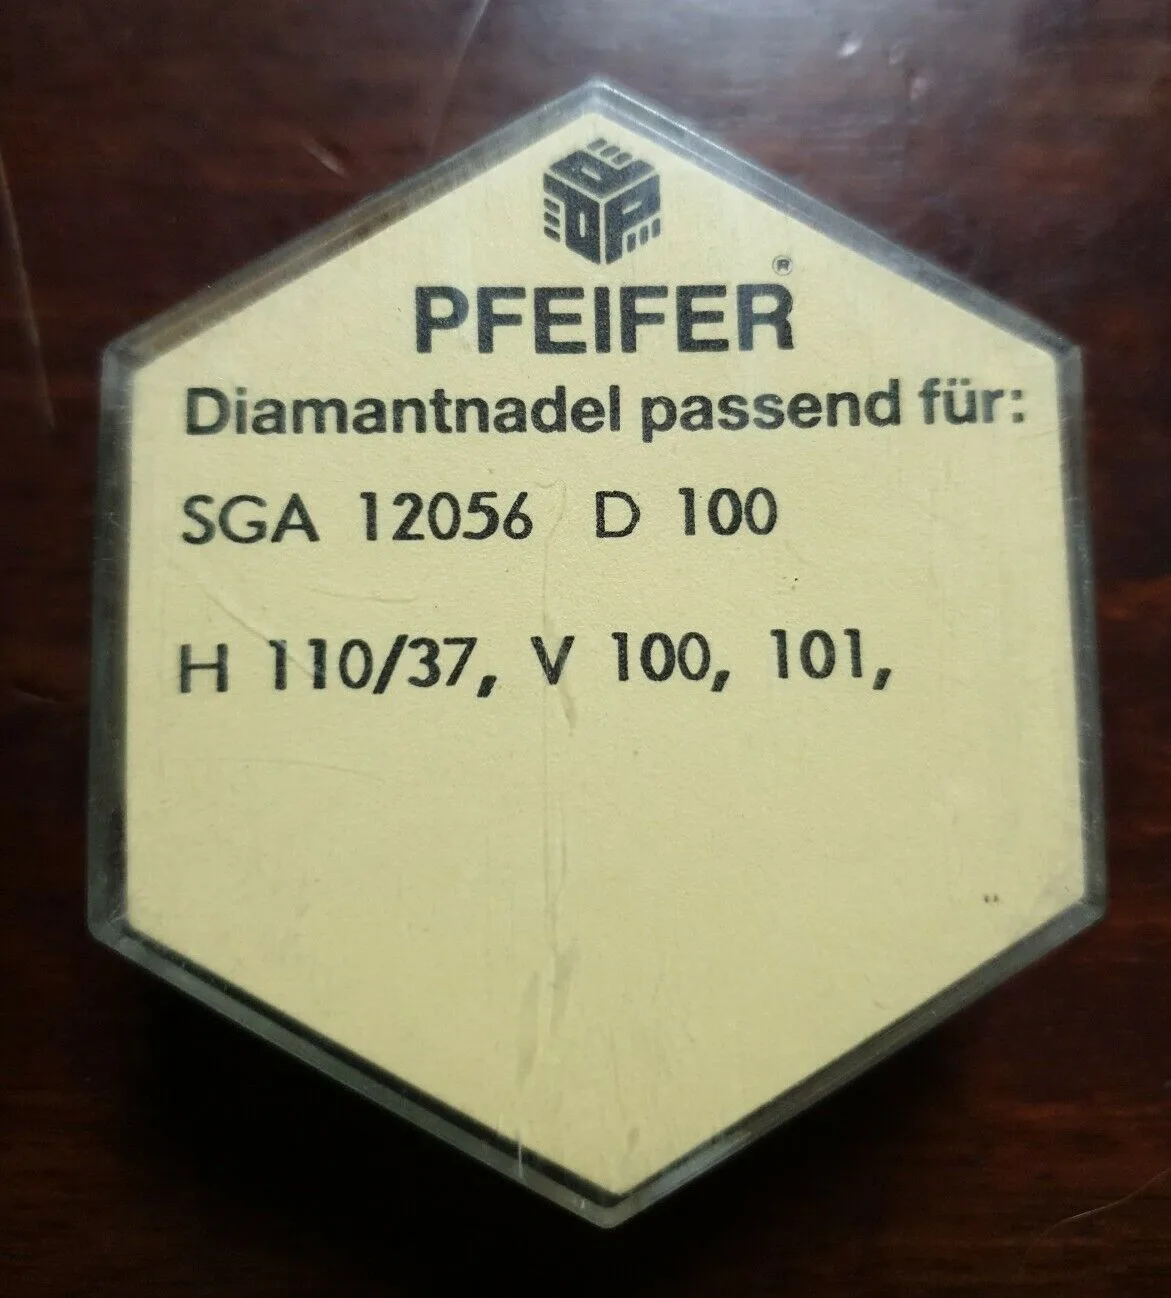 PFEIFER®
Diamantnadel passend für:
SGA 12056 D 100
H 110/37, V 100, 101,